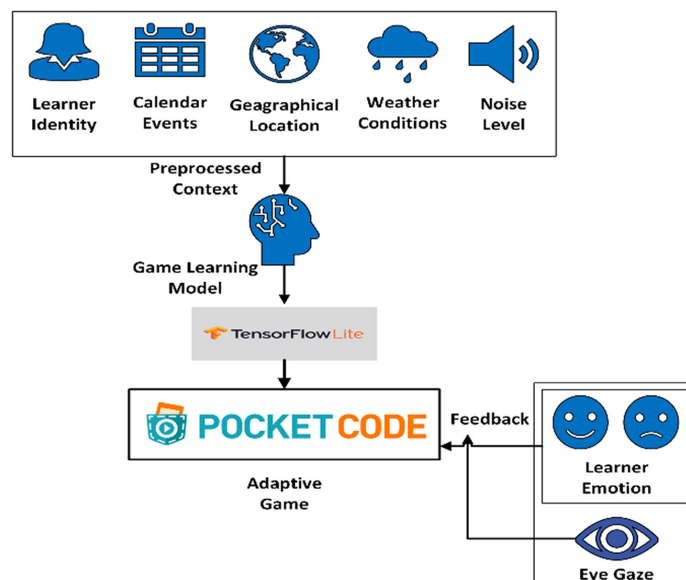 Learner
Identity
Calendar
Events
Geagraphical
Location
Weather
Conditions
Noise
Level
Preprocessed
Context
Game Learning
Model
TensorFlow Lite
POCKET CODE
Adaptive
Game
Feedback
Learner
Emotion
Eye Gaze